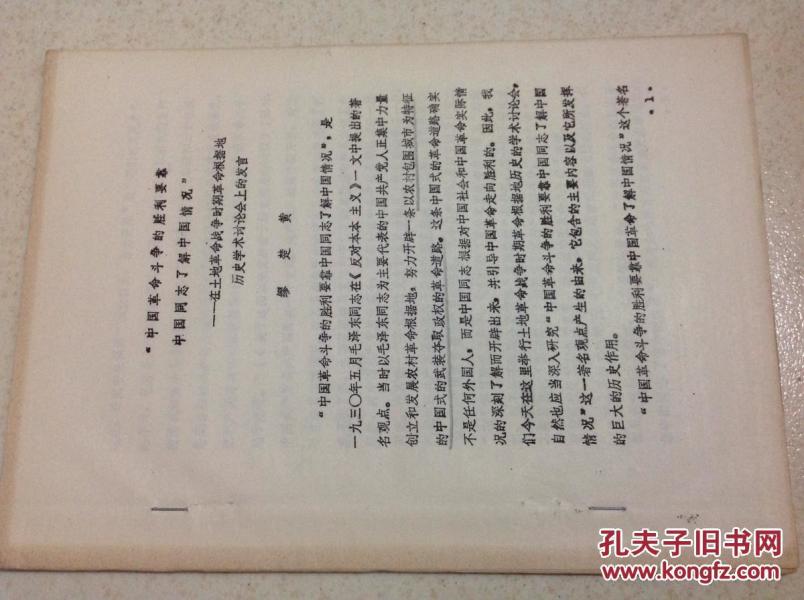 “中国革命斗争的胜利要靠
中国同志了解中国情况”
——在土地革命战争时期革命根据地
历史学术讨论会上的发言
缪楚黄
“中国革命斗争的胜利要靠中国同志了解中国情况”，是
一九三〇年五月毛泽东同志在《反对本本主义》一文中提出的著
名观点。当时以毛泽东同志为主要代表的中国共产党人正集中力量
创立和发展农村革命根据地，努力开辟一条以农村包围城市为特征
的中国式的武装夺取政权的革命道路。这条中国式的革命道路确实
不是任何外国人，而是中国同志根据对中国社会和中国革命实际情
况的深刻了解而开辟出来，并引导中国革命走向胜利的。因此，我
们今天在这里举行土地革命战争时期革命根据地历史的学术讨论会，
自然也应当深入研究“中国革命斗争的胜利要靠中国同志了解中国
情况”这一著名观点产生的由来，它包含的主要内容以及它所发挥
的巨大的历史作用。
“中国革命斗争的胜利要靠中国革命了解中国情况”这个著名
·1·
孔夫子旧书网
www.kongfz.com